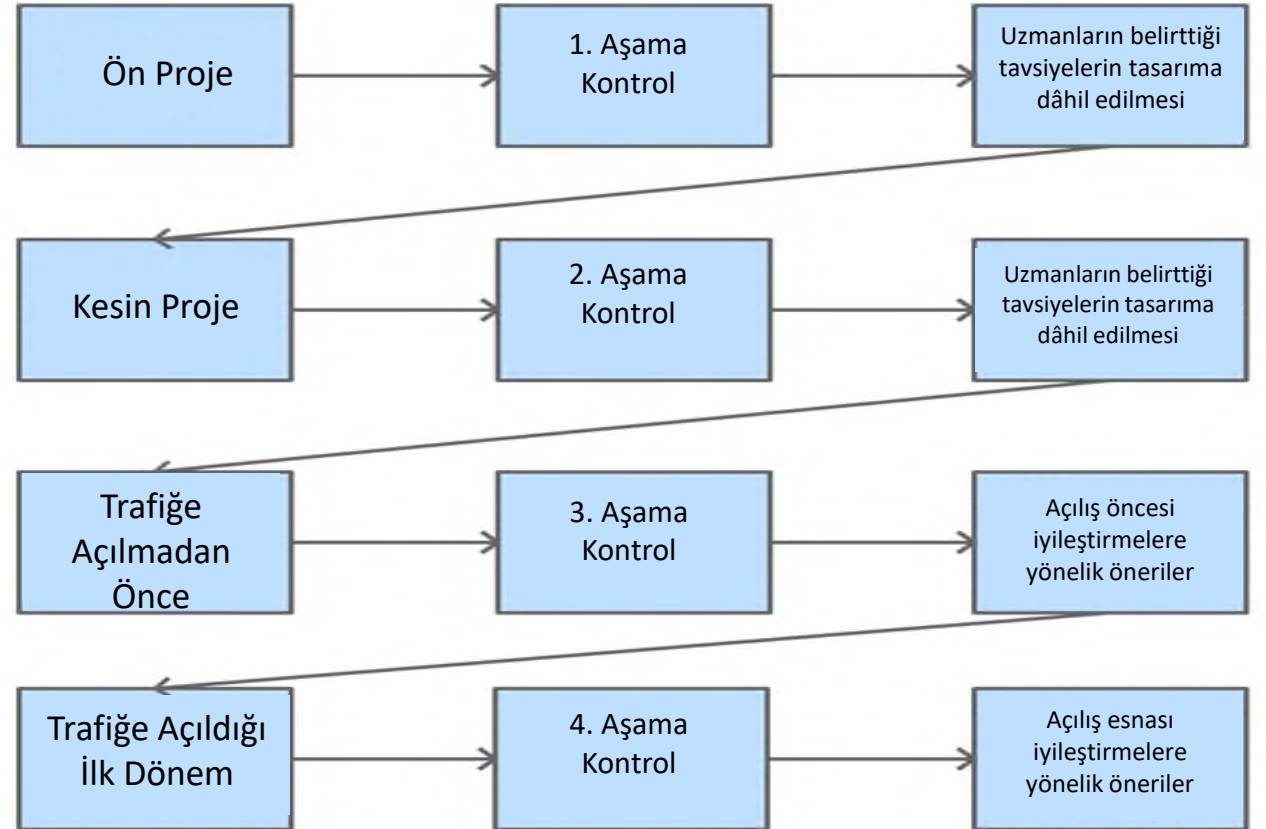 Ön Proje
1. Aşama
Kontrol
Uzmanların belirttiği
tavsiyelerin tasarıma
dâhil edilmesi
Kesin Proje
2. Aşama
Kontrol
Uzmanların belirttiği
tavsiyelerin tasarıma
dâhil edilmesi
Trafiğe
Açılmadan
Önce
3. Aşama
Kontrol
Açılış öncesi
iyileştirmelere
yönelik öneriler
Trafiğe Açıldığı
İlk Dönem
4. Aşama
Kontrol
Açılış esnası
iyileştirmelere
yönelik öneriler